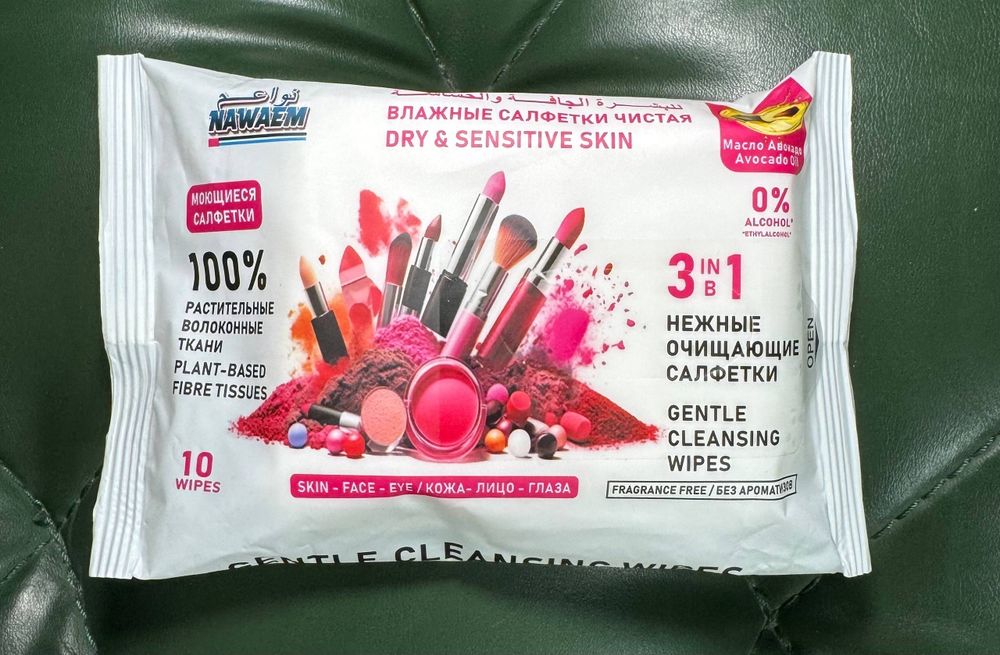 نواعم
NAWAEM
للبشرة الجافة والحساسة
ВЛАЖНЫЕ САЛФЕТКИ ЧИСТАЯ
DRY & SENSITIVE SKIN
Масло Авокадо
Avocado Oil
МОЮЩИЕСЯ
САЛФЕТКИ
0%
ALCOHOL*
*ETHYLALCOHOL*
100%
РАСТИТЕЛЬНЫЕ
ВОЛОКОННЫЕ
ТКАНИ
PLANT-BASED
FIBRE TISSUES
3 IN 1
В
НЕЖНЫЕ
ОЧИЩАЮЩИЕ
САЛФЕТКИ
OPEN
GENTLE
CLEANSING
WIPES
10
WIPES
SKIN - FACE - EYE / КОЖА- ЛИЦО - ГЛАЗА
FRAGRANCE FREE / БЕЗ АРОМАТИЗОВ
GENTLE CLEANSING WIPES